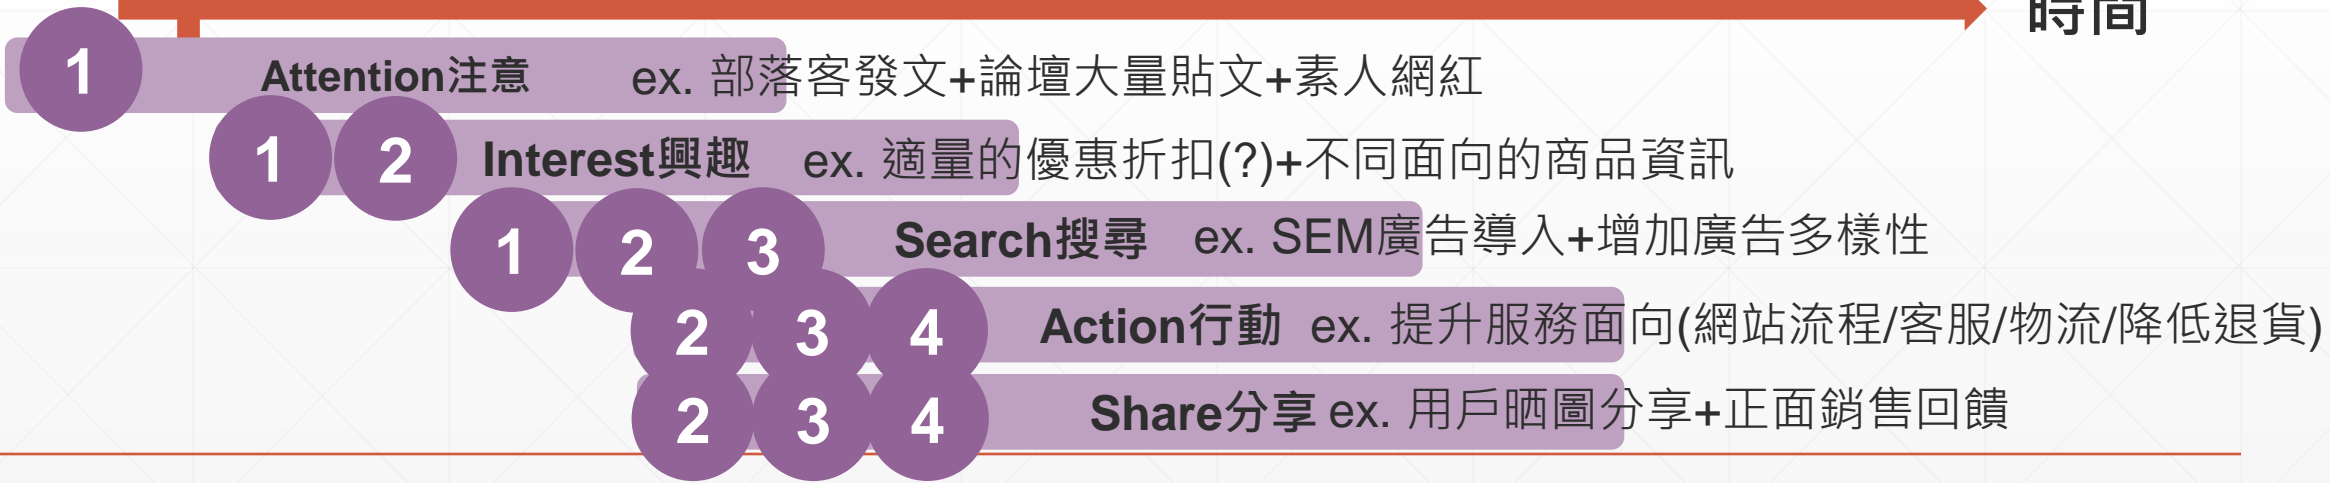 時間
1 Attention注意 ex. 部落客發文+論壇大量貼文+素人網紅
1 2 Interest興趣 ex. 適量的優惠折扣(?)+不同面向的商品資訊
1 2 3 Search搜尋 ex. SEM廣告導入+增加廣告多樣性
2 3 4 Action行動 ex. 提升服務面向(網站流程/客服/物流/降低退貨)
2 3 4 Share分享 ex. 用戶晒圖分享+正面銷售回饋